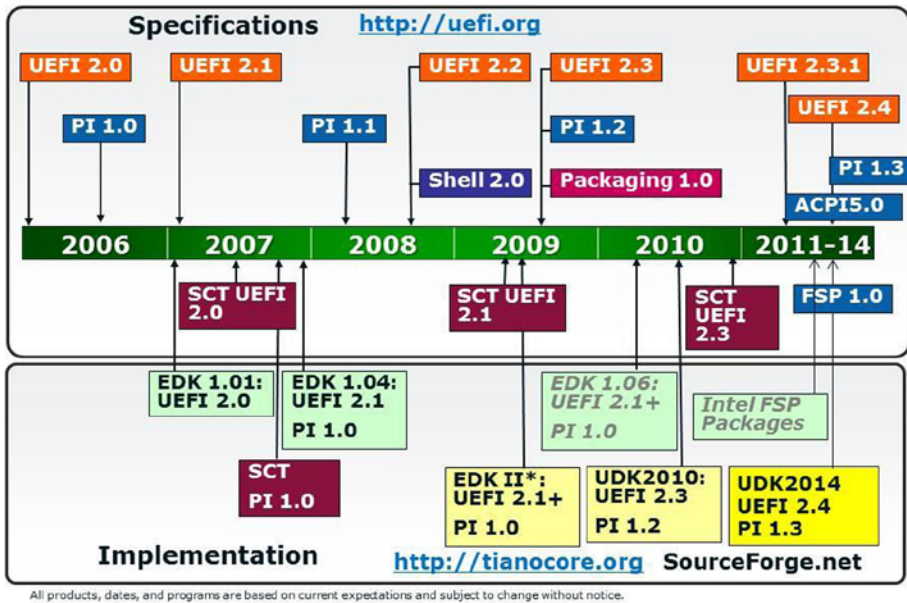 Specifications http://uefi.org
UEFI 2.0
UEFI 2.1
UEFI 2.2
UEFI 2.3
UEFI 2.3.1
UEFI 2.4
PI 1.0
PI 1.1
PI 1.2
PI 1.3
Shell 2.0
Packaging 1.0
ACPI5.0
2006
2007
2008
2009
2010
2011-14
SCT UEFI
2.0
SCT UEFI
2.1
SCT
UEFI
2.3
FSP 1.0
EDK 1.01:
UEFI 2.0
EDK 1.04:
UEFI 2.1
PI 1.0
EDK 1.06:
UEFI 2.1+
PI 1.0
Intel FSP
Packages
SCT
PI 1.0
EDK II*:
UEFI 2.1+
PI 1.0
UDK2010:
UEFI 2.3
PI 1.2
UDK2014
UEFI 2.4
PI 1.3
Implementation http://tianocore.org SourceForge.net
All products, dates, and programs are based on current expectations and subject to change without notice.